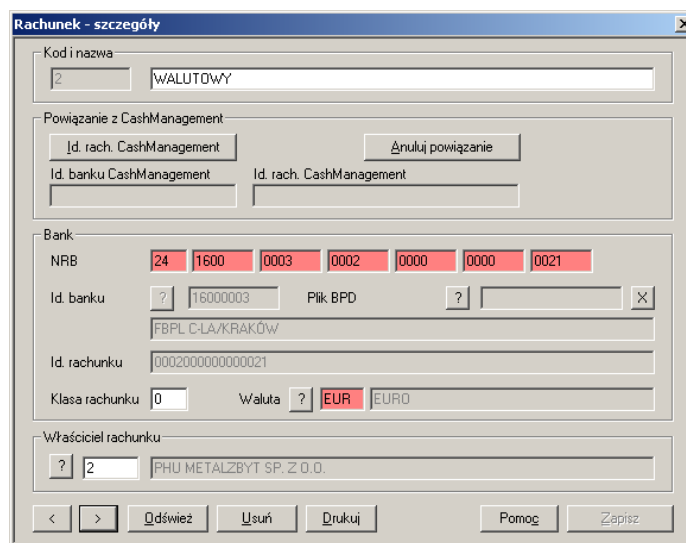 Rachunek - szczegóły
Kod i nazwa
2 WALUTOWY
Powiązanie z CashManagement
Id. rach. CashManagement Anuluj powiązanie
Id. banku CashManagement Id. rach. CashManagement
Bank
NRB 24 1600 0003 0002 0000 0000 0021
Id. banku ? 16000003 Plik BPD ? X
FBPL C-LA/KRAKÓW
Id. rachunku 0002000000000021
Klasa rachunku 0 Waluta ? EUR EURO
Właściciel rachunku
? 2 PHU METALZBYT SP. Z O.O.
< > Odśwież Usuń Drukuj Pomoc Zapisz